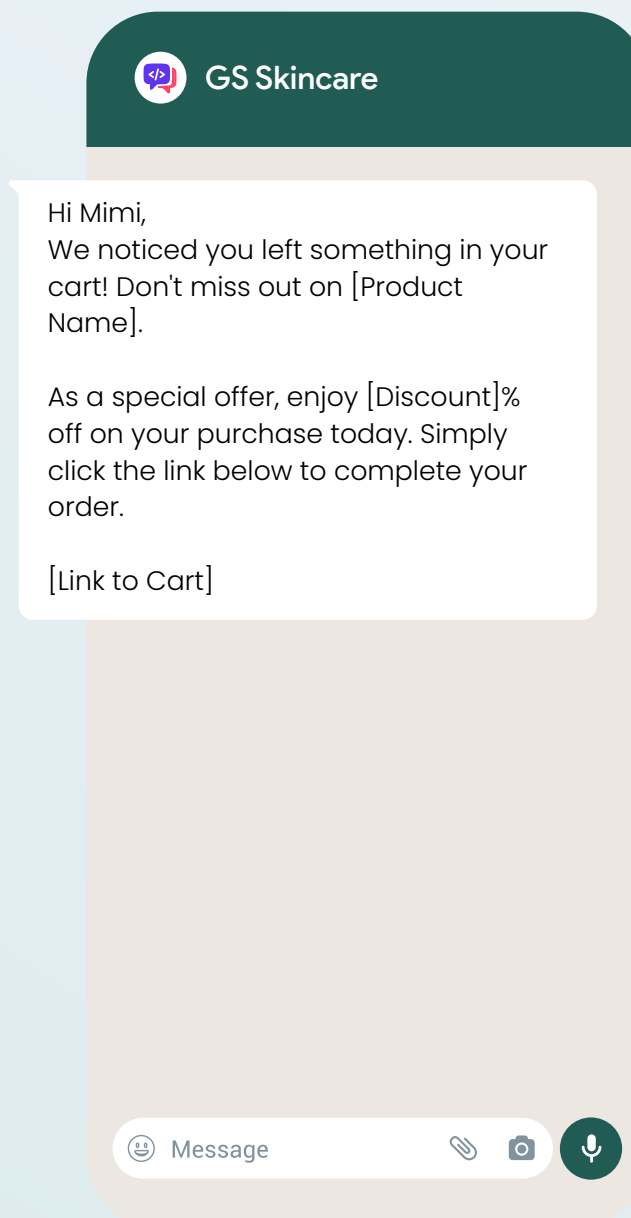 </> GS Skincare
Hi Mimi,
We noticed you left something in your
cart! Don't miss out on [Product
Name].
As a special offer, enjoy [Discount]%
off on your purchase today. Simply
click the link below to complete your
order.
[Link to Cart]
Message